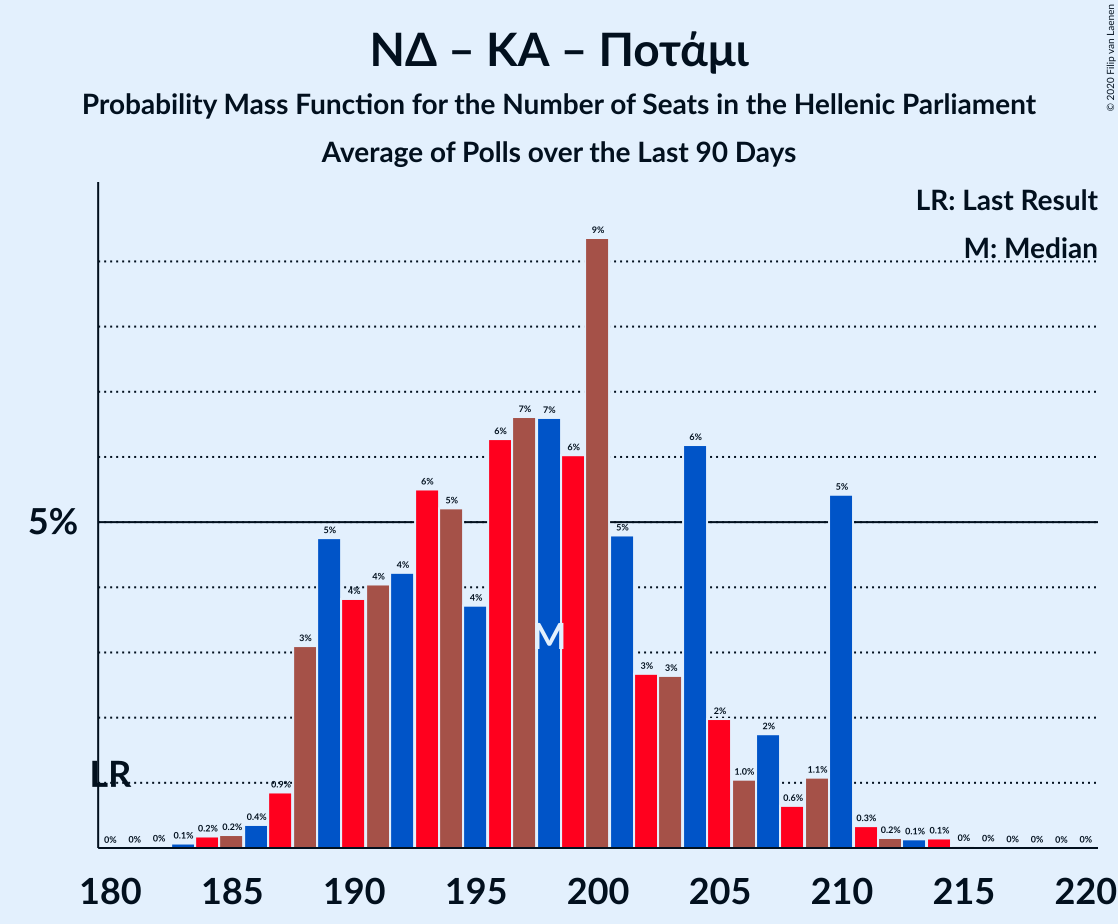 ΝΔ – ΚΑ – Ποτάμι
Probability Mass Function for the Number of Seats in the Hellenic Parliament
Average of Polls over the Last 90 Days
© 2020 Filip van Laenen
LR: Last Result
M: Median
5%
LR
M
0% 0% 0% 0.1% 0.2% 0.2% 0.4% 0.9% 3% 5% 4% 4% 4% 6% 5% 4% 6% 7% 7% 6% 9% 5% 3% 3% 6% 2% 1.0% 2% 0.6% 1.1% 5% 0.3% 0.2% 0.1% 0.1% 0% 0% 0% 0% 0% 0%
180 185 190 195 200 205 210 215 220